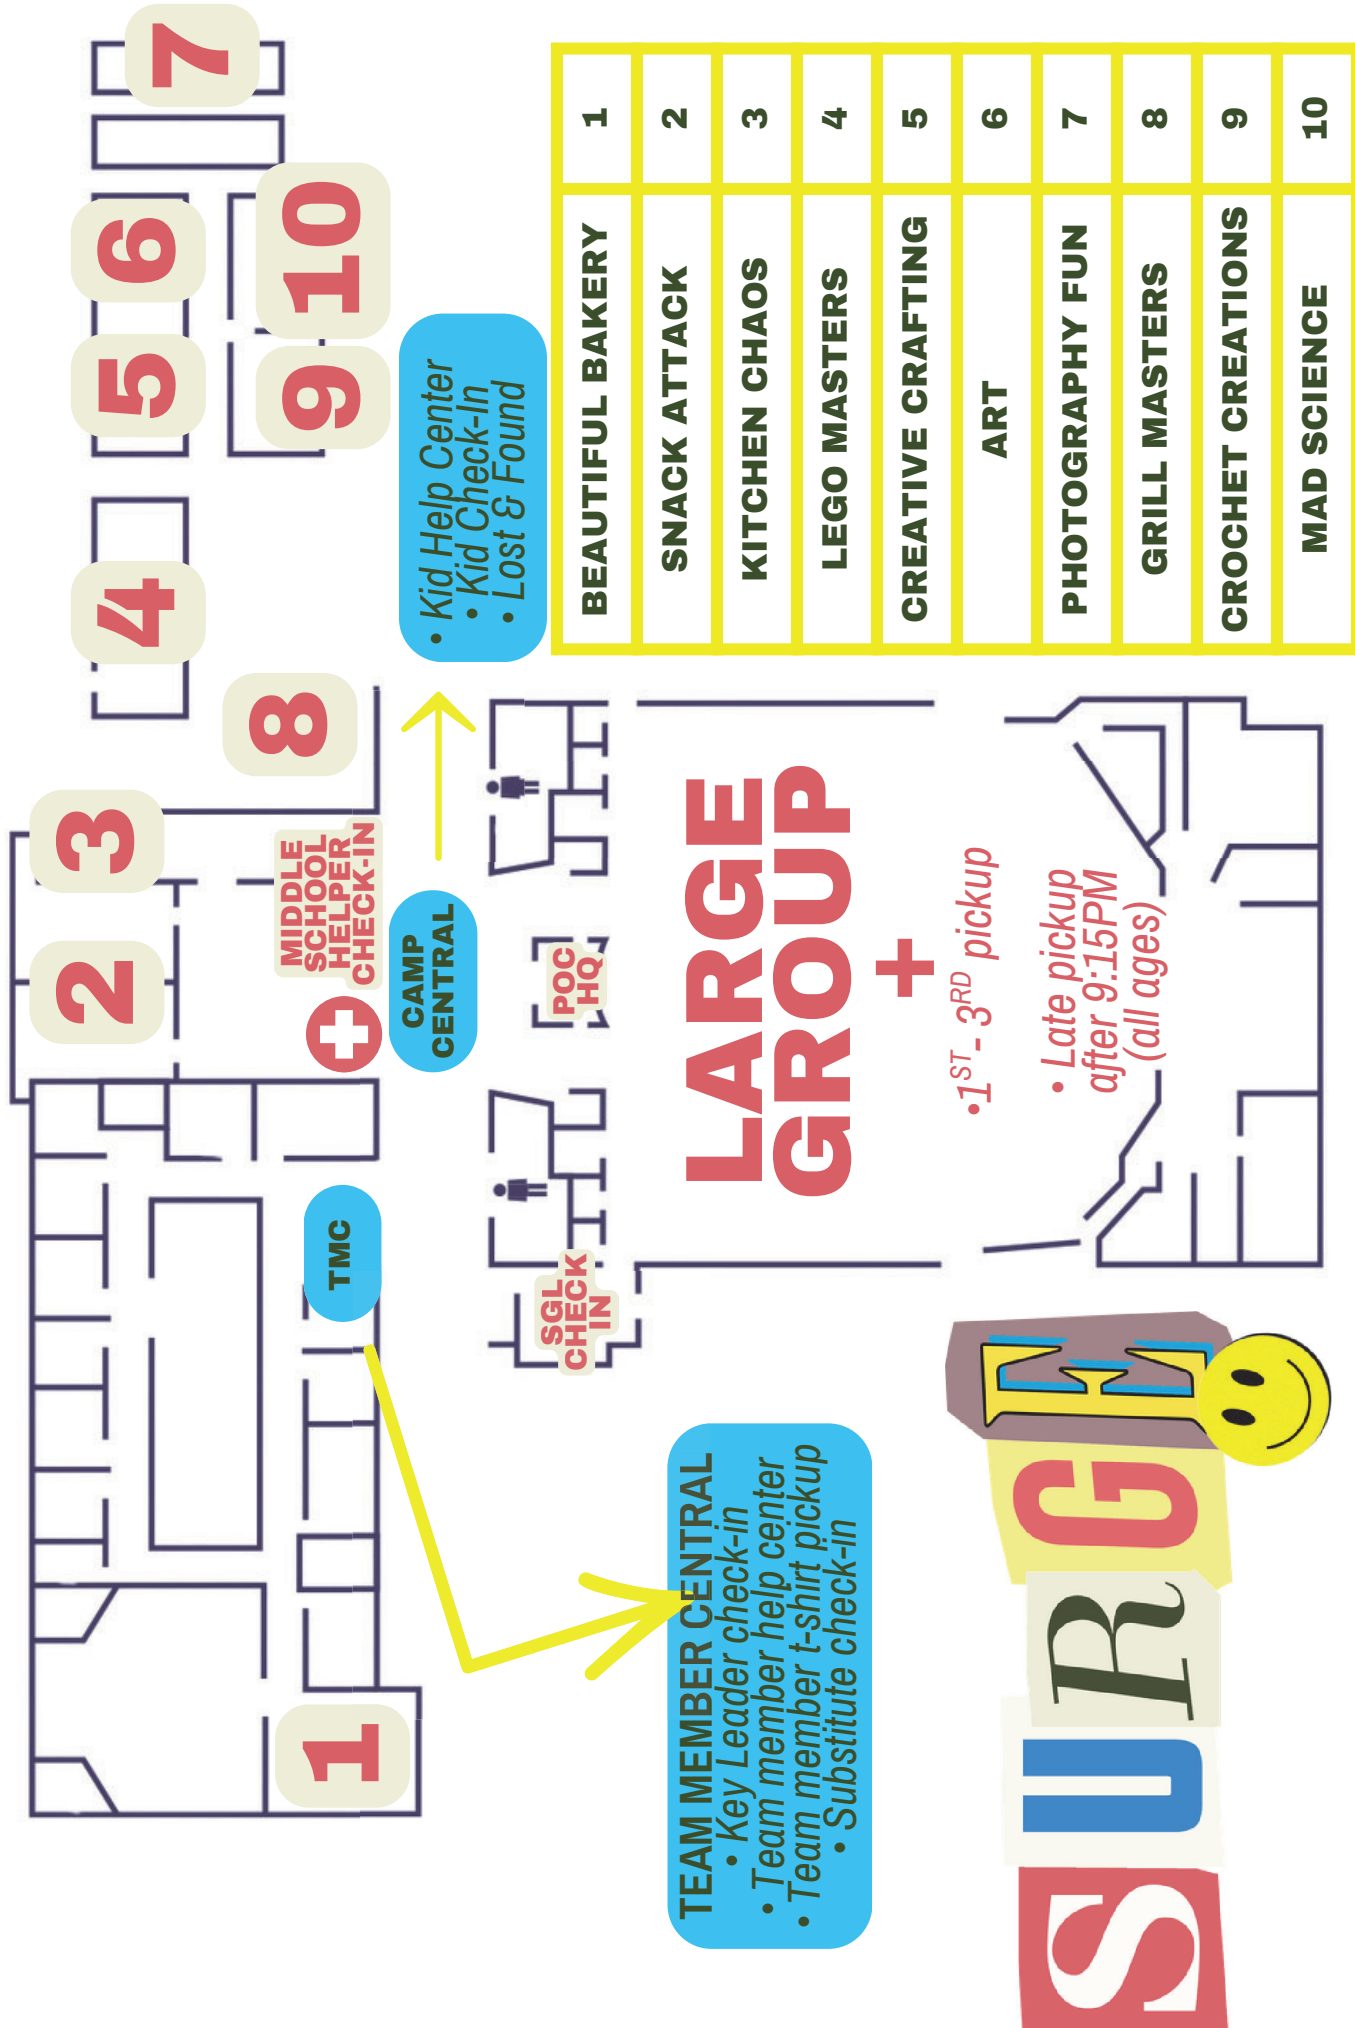 1
2
3
MIDDLE
SCHOOL
HELPER
CHECK-IN
8
4
5
6
7
9
10
TMC
CAMP
CENTRAL
• Kid Help Center
• Kid Check-In
• Lost & Found
SGL
CHECK
IN
POC
HQ
LARGE
GROUP
+
•1ST - 3RD pickup
• Late pickup
after 9:15PM
(all ages)
TEAM MEMBER CENTRAL
• Key Leader check-in
• Team member help center
• Team member t-shirt pickup
• Substitute check-in
BEAUTIFUL BAKERY 1
SNACK ATTACK 2
KITCHEN CHAOS 3
LEGO MASTERS 4
CREATIVE CRAFTING 5
ART 6
PHOTOGRAPHY FUN 7
GRILL MASTERS 8
CROCHET CREATIONS 9
MAD SCIENCE 10
SURGE